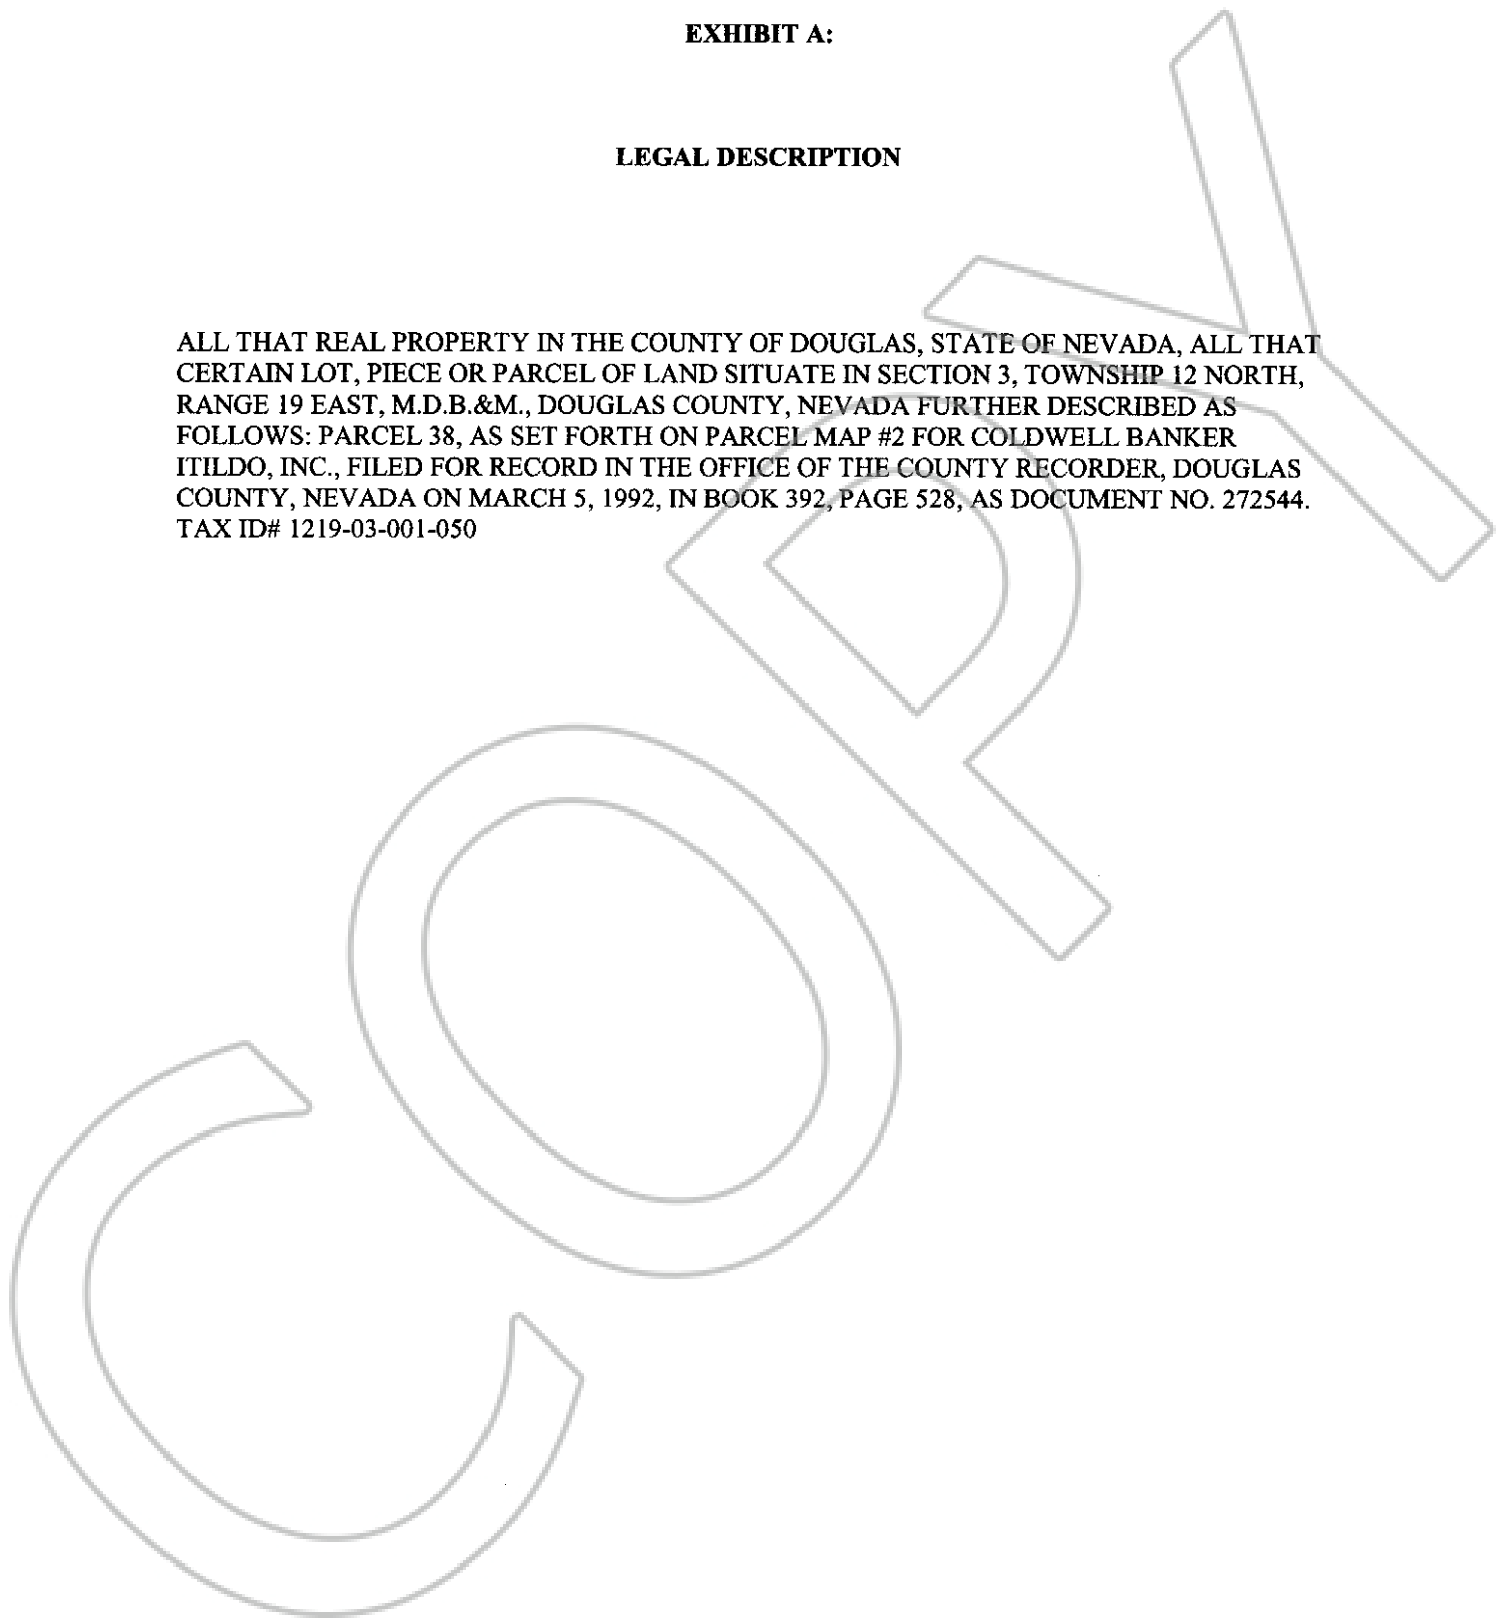 EXHIBIT A:
LEGAL DESCRIPTION
ALL THAT REAL PROPERTY IN THE COUNTY OF DOUGLAS, STATE OF NEVADA, ALL THAT
CERTAIN LOT, PIECE OR PARCEL OF LAND SITUATE IN SECTION 3, TOWNSHIP 12 NORTH,
RANGE 19 EAST, M.D.B.&M., DOUGLAS COUNTY, NEVADA FURTHER DESCRIBED AS
FOLLOWS: PARCEL 38, AS SET FORTH ON PARCEL MAP #2 FOR COLDWELL BANKER
ITILDO, INC., FILED FOR RECORD IN THE OFFICE OF THE COUNTY RECORDER, DOUGLAS
COUNTY, NEVADA ON MARCH 5, 1992, IN BOOK 392, PAGE 528, AS DOCUMENT NO. 272544.
TAX ID# 1219-03-001-050
COPY